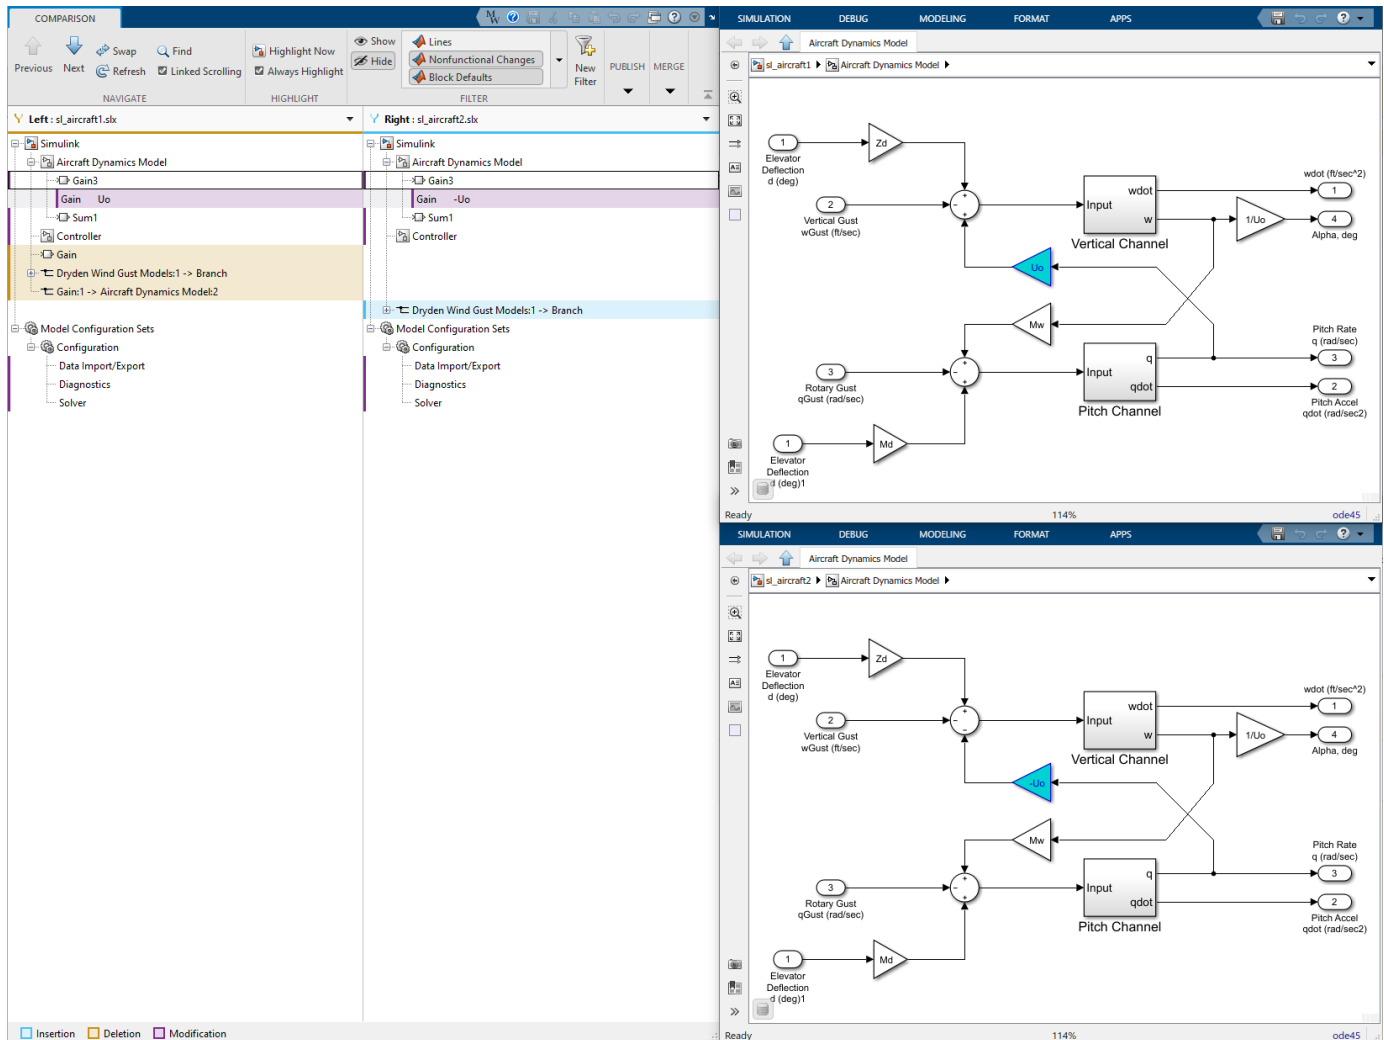 COMPARISON
Previous
Next
Swap
Refresh
Find
Linked Scrolling
NAVIGATE
Highlight Now
Always Highlight
HIGHLIGHT
Show
Hide
Lines
Nonfunctional Changes
Block Defaults
FILTER
New
Filter
PUBLISH
MERGE
Left : sl_aircraft1.slx
Simulink
Aircraft Dynamics Model
Gain3
Gain Uo
Sum1
Controller
Gain
Dryden Wind Gust Models:1 -> Branch
Gain:1 -> Aircraft Dynamics Model:2
Model Configuration Sets
Configuration
Data Import/Export
Diagnostics
Solver
Right : sl_aircraft2.slx
Simulink
Aircraft Dynamics Model
Gain3
Gain -Uo
Sum1
Controller
Dryden Wind Gust Models:1 -> Branch
Model Configuration Sets
Configuration
Data Import/Export
Diagnostics
Solver
Insertion Deletion Modification
SIMULATION DEBUG MODELING FORMAT APPS
Aircraft Dynamics Model
sl_aircraft1 Aircraft Dynamics Model
1
Elevator
Deflection
d (deg)
Zd
2
Vertical Gust
wGust (ft/sec)
Input
wdot
w
Vertical Channel
wdot (ft/sec^2)
1
1/Uo
4
Alpha, deg
Uo
Mw
3
Rotary Gust
qGust (rad/sec)
Input
q
qdot
Pitch Channel
Pitch Rate
q (rad/sec)
3
2
Pitch Accel
qdot (rad/sec2)
1
Elevator
Deflection
d (deg)1
Md
Ready 114% ode45
SIMULATION DEBUG MODELING FORMAT APPS
Aircraft Dynamics Model
sl_aircraft2 Aircraft Dynamics Model
1
Elevator
Deflection
d (deg)
Zd
2
Vertical Gust
wGust (ft/sec)
Input
wdot
w
Vertical Channel
wdot (ft/sec^2)
1
1/Uo
4
Alpha, deg
-Uo
Mw
3
Rotary Gust
qGust (rad/sec)
Input
q
qdot
Pitch Channel
Pitch Rate
q (rad/sec)
3
2
Pitch Accel
qdot (rad/sec2)
1
Elevator
Deflection
d (deg)1
Md
Ready 114% ode45